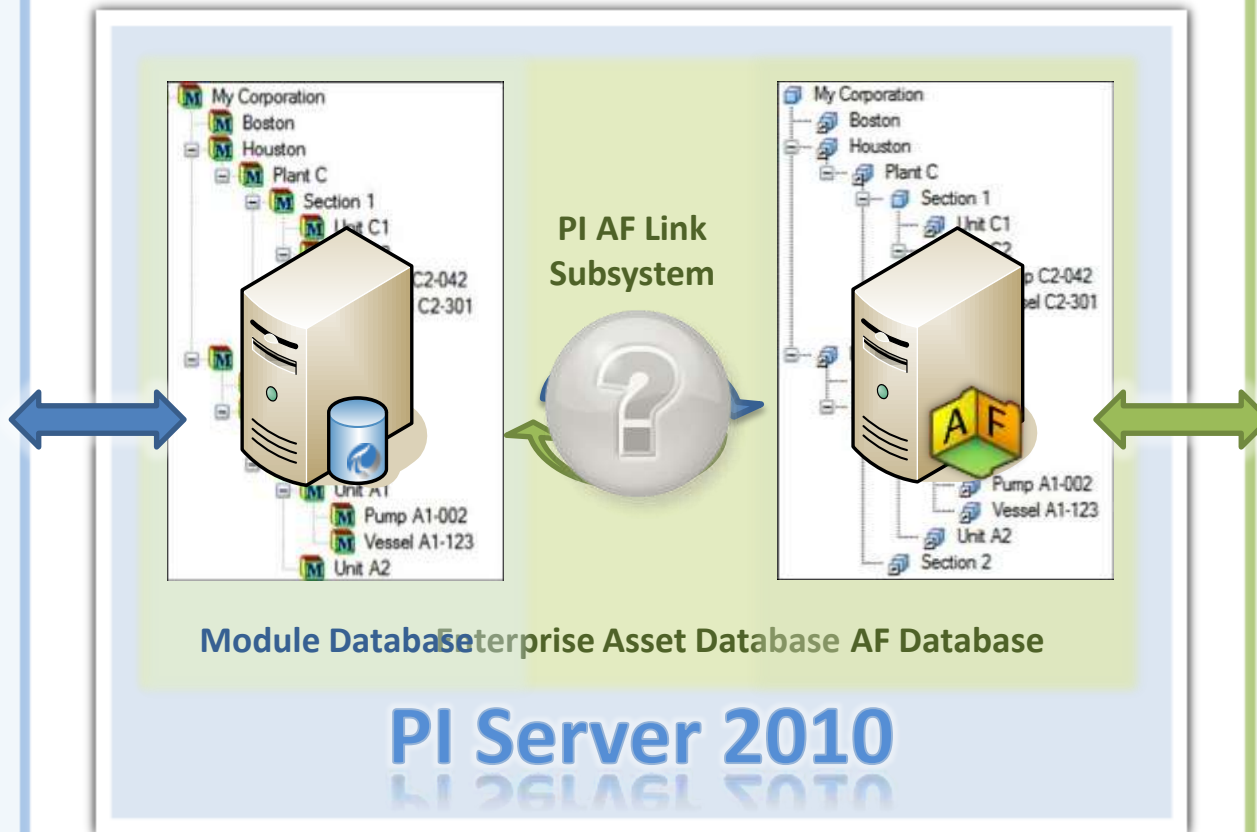 My Corporation
Boston
Houston
Plant C
Section 1
Unit C1
C2-042
C2-301
Unit A1
Pump A1-002
Vessel A1-123
Unit A2
PI AF Link
Subsystem
?
My Corporation
Boston
Houston
Plant C
Section 1
Unit C1
C2
C2-042
C2-301
AF
Pump A1-002
Vessel A1-123
Unit A2
Section 2
Module Database Enterprise Asset Database AF Database
PI Server 2010